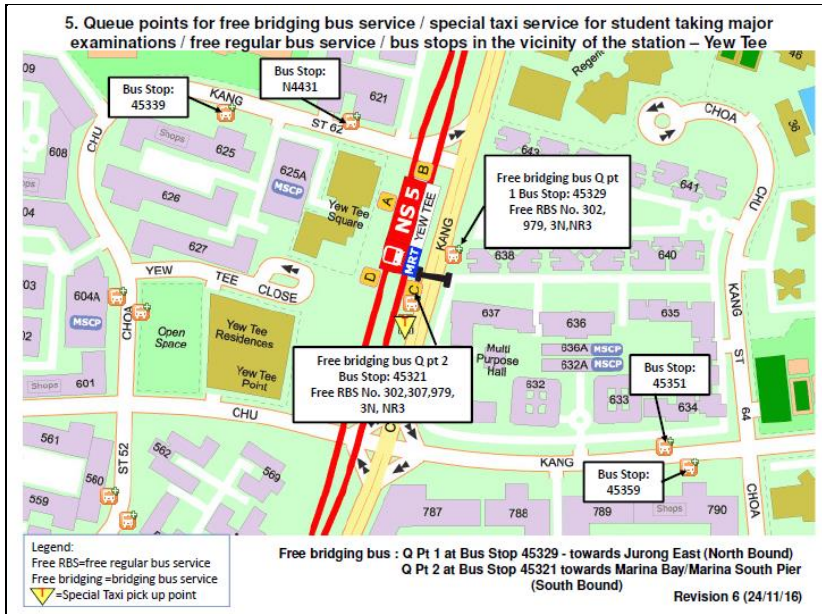 5. Queue points for free bridging bus service / special taxi service for student taking major
examinations / free regular bus service / bus stops in the vicinity of the station – Yew Tee
Bus Stop:
45339
Bus Stop:
N4431
KANG
ST 62
621
Regent
46
CHOA
36
09
CHU
608
Shops
625
625A
MSCP
626
627
Yew Tee
Square
A
B
NS 5
YEW TEE
MRT
KANG
D
C
Free bridging bus Q pt
1 Bus Stop: 45329
Free RBS No. 302,
979, 3N,NR3
643
641
CHU
638
640
04
YEW
TEE
CLOSE
03
604A
MSCP
CHOA
02
Open
Space
Yew Tee
Residences
Yew Tee
Point
637
636
635
KANG
636A
MSCP
632A
MSCP
Multi
Purpose
Hall
632
633
634
ST
64
Bus Stop:
45351
Free bridging bus Q pt 2
Bus Stop: 45321
Free RBS No. 302,307,979,
3N, NR3
Shops
601
CHU
561
560
559
ST 52
562
569
KANG
Bus Stop:
45359
CHOA
787
788
789
Shops
790
Legend:
Free RBS=free regular bus service
Free bridging =bridging bus service
T
=Special Taxi pick up point
Free bridging bus : Q Pt 1 at Bus Stop 45329 - towards Jurong East (North Bound)
Q Pt 2 at Bus Stop 45321 towards Marina Bay/Marina South Pier
(South Bound)
Revision 6 (24/11/16)